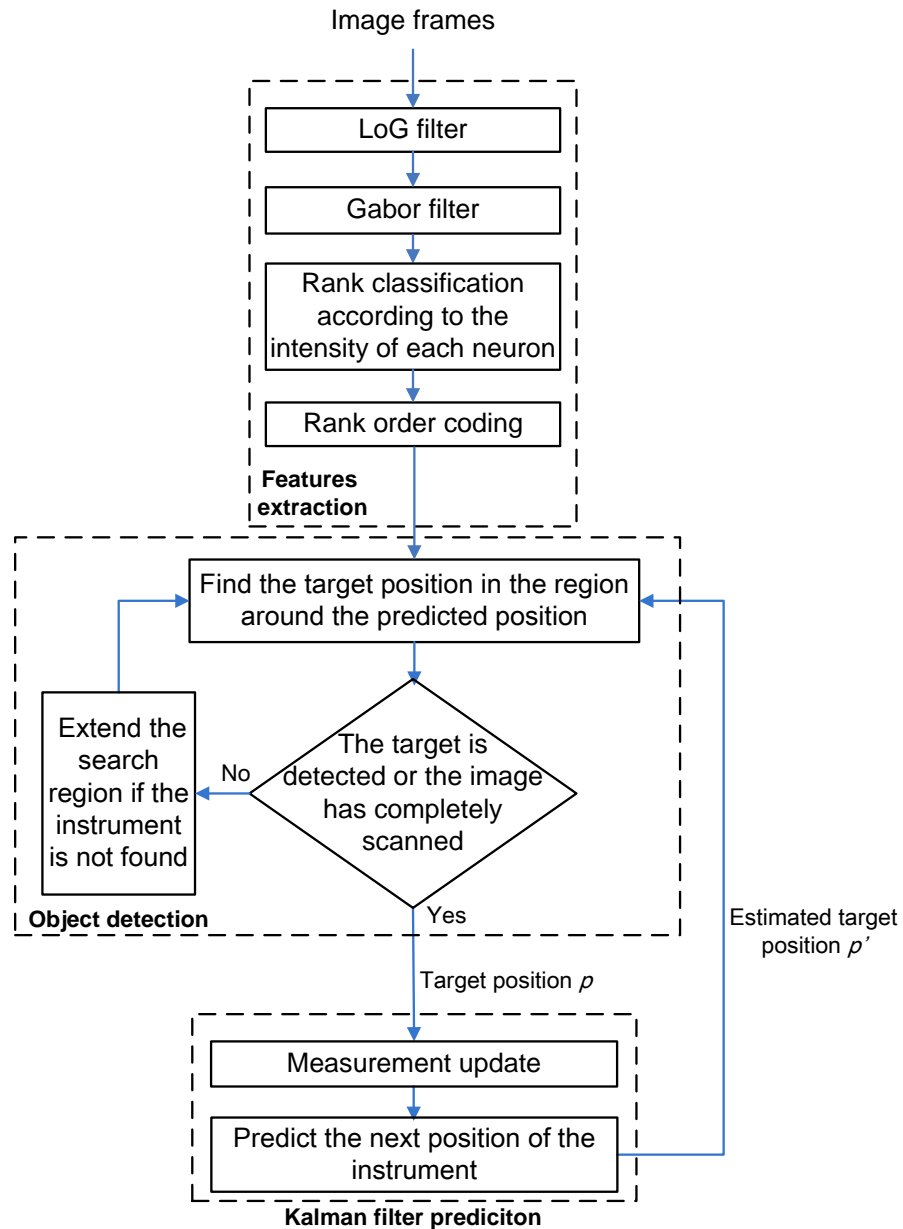 Image frames
LoG filter
Gabor filter
Rank classification
according to the
intensity of each neuron
Rank order coding
Features
extraction
Find the target position in the region
around the predicted position
Extend the
search
region if the
instrument
is not found
No
The target is
detected or the image
has completely
scanned
Object detection
Yes
Estimated target
position p'
Target position p
Measurement update
Predict the next position of the
instrument
Kalman filter prediciton